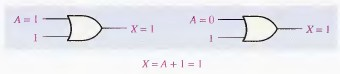 A = 1
1
X = 1
A = 0
1
X = 1
X = A + 1 = 1